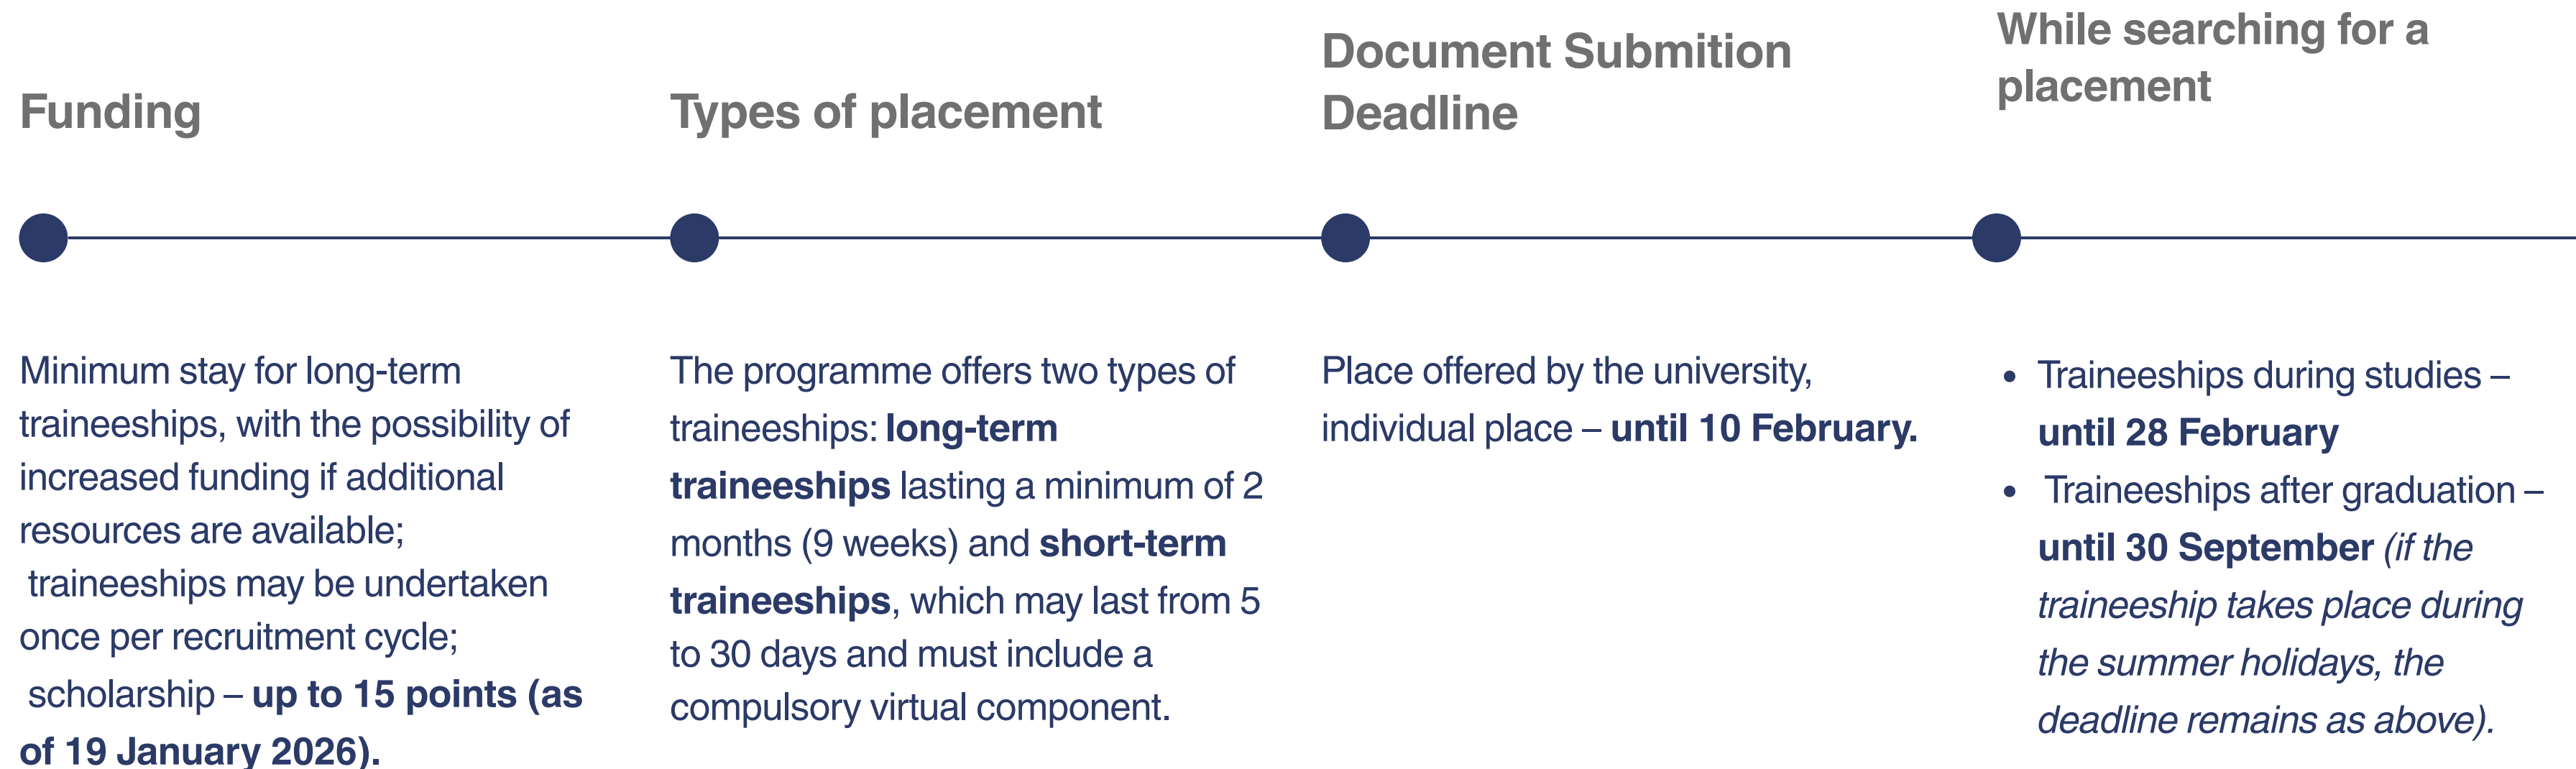 Funding
Minimum stay for long-term
traineeships, with the possibility of
increased funding if additional
resources are available;
traineeships may be undertaken
once per recruitment cycle;
scholarship – up to 15 points (as
of 19 January 2026).
Types of placement
The programme offers two types of
traineeships: long-term
traineeships lasting a minimum of 2
months (9 weeks) and short-term
traineeships, which may last from 5
to 30 days and must include a
compulsory virtual component.
Document Submition
Deadline
Place offered by the university,
individual place – until 10 February.
While searching for a
placement
• Traineeships during studies –
until 28 February
• Traineeships after graduation –
until 30 September (if the
traineeship takes place during
the summer holidays, the
deadline remains as above).